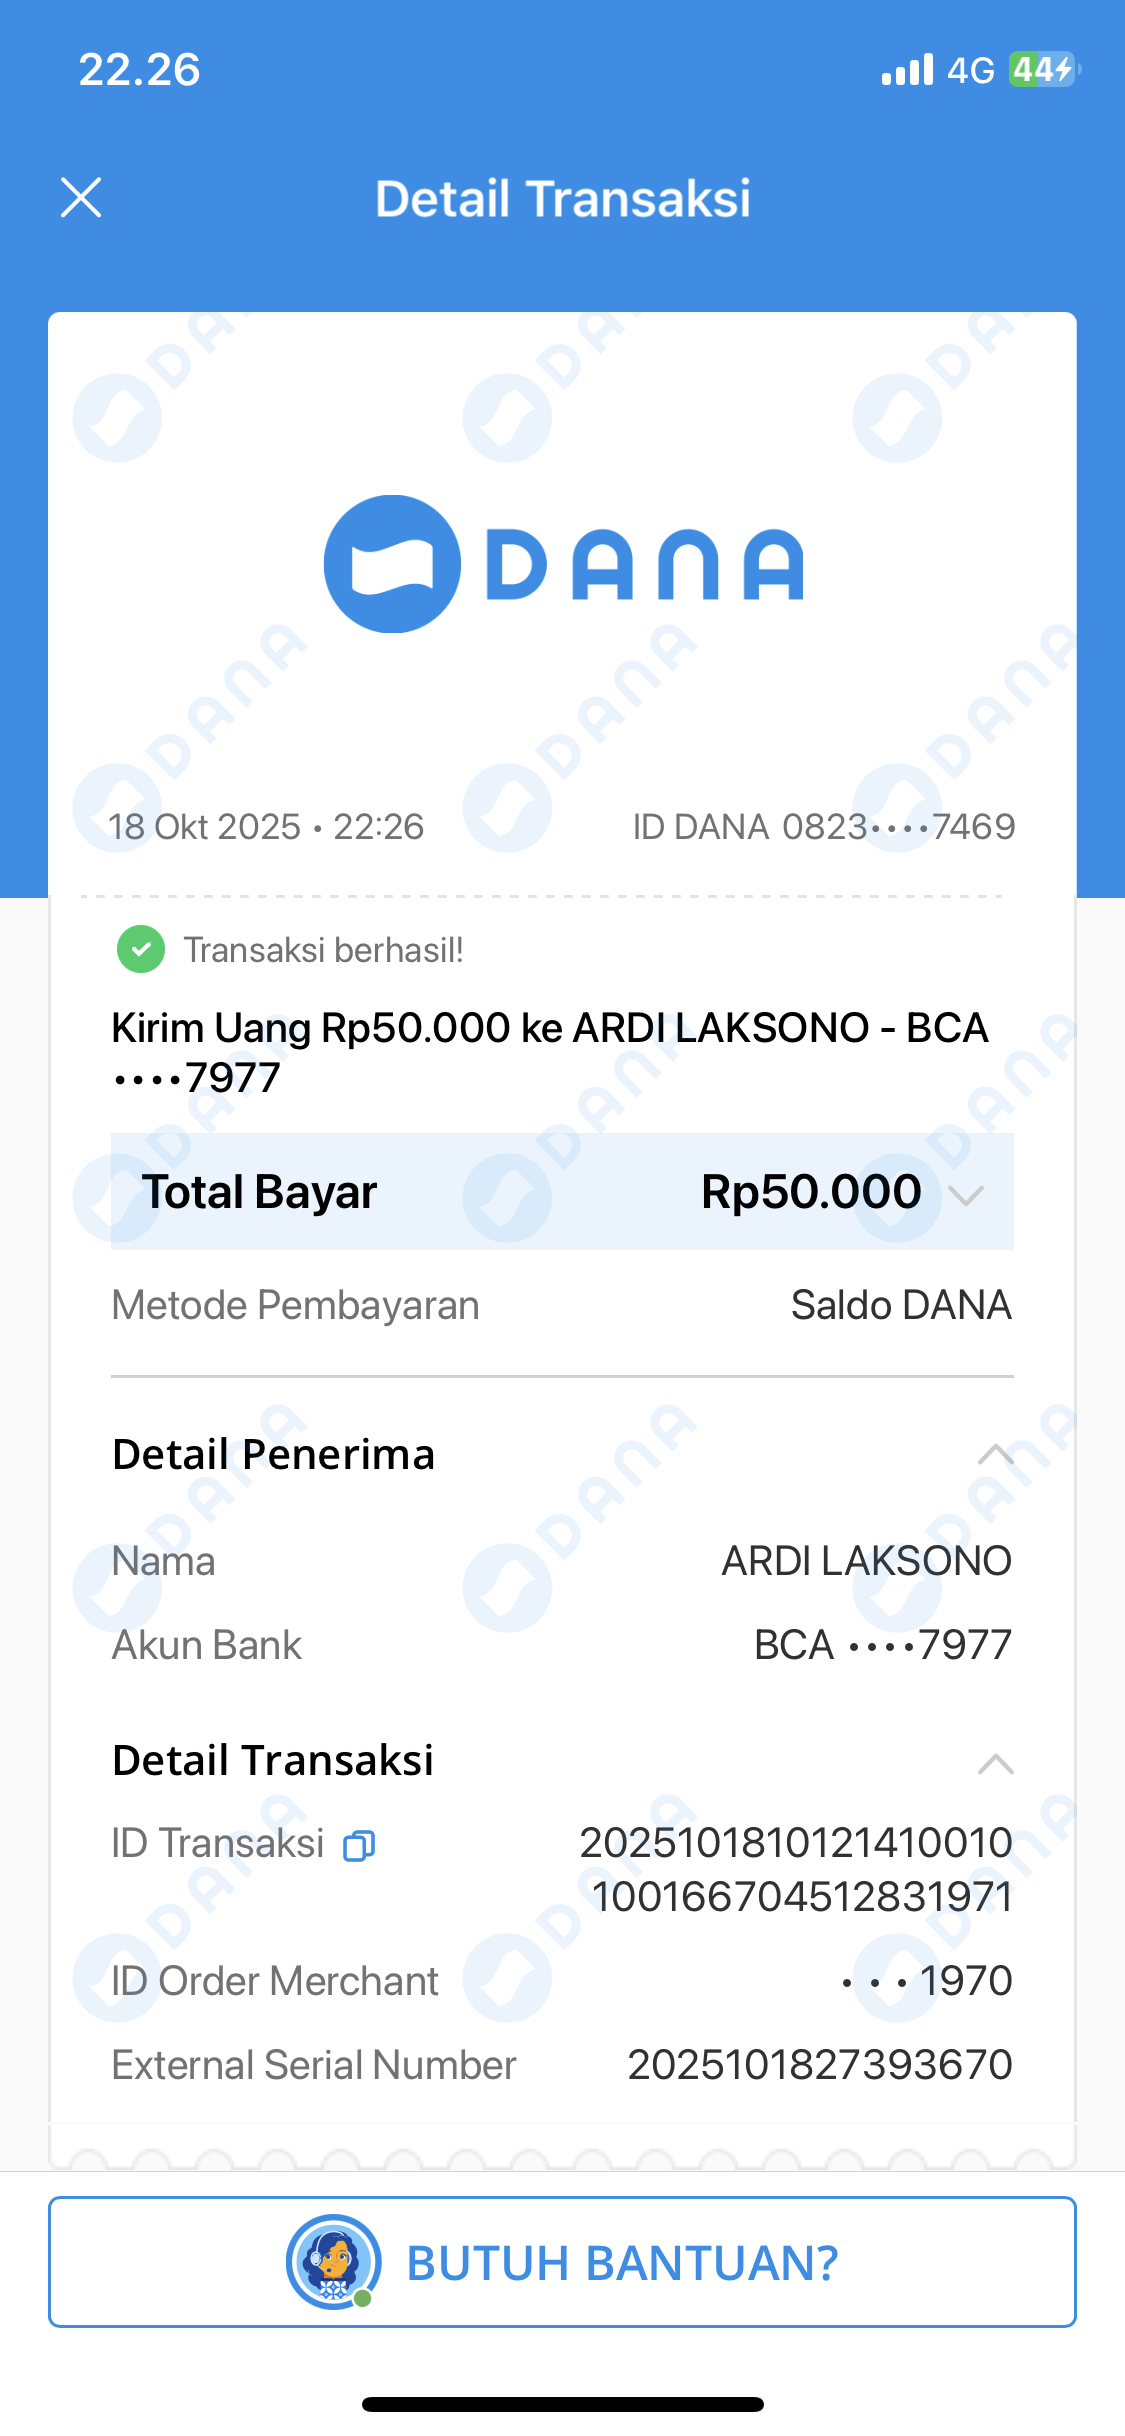 22.26
4G 44
Detail Transaksi
DANA
18 Okt 2025 • 22:26 ID DANA 0823••••7469
Transaksi berhasil!
Kirim Uang Rp50.000 ke ARDI LAKSONO - BCA
••••7977
Total Bayar Rp50.000
Metode Pembayaran Saldo DANA
Detail Penerima
Nama ARDI LAKSONO
Akun Bank BCA ••••7977
Detail Transaksi
ID Transaksi 2025101810121410010
100166704512831971
ID Order Merchant • • • 1970
External Serial Number 2025101827393670
BUTUH BANTUAN?